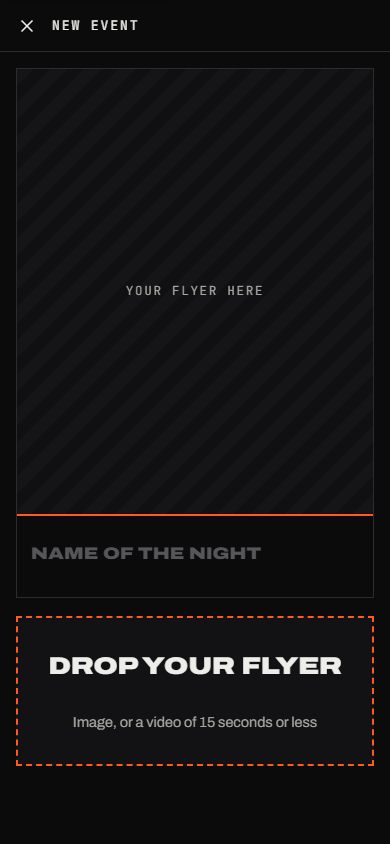 NEW EVENT
YOUR FLYER HERE
NAME OF THE NIGHT
DROP YOUR FLYER
Image, or a video of 15 seconds or less